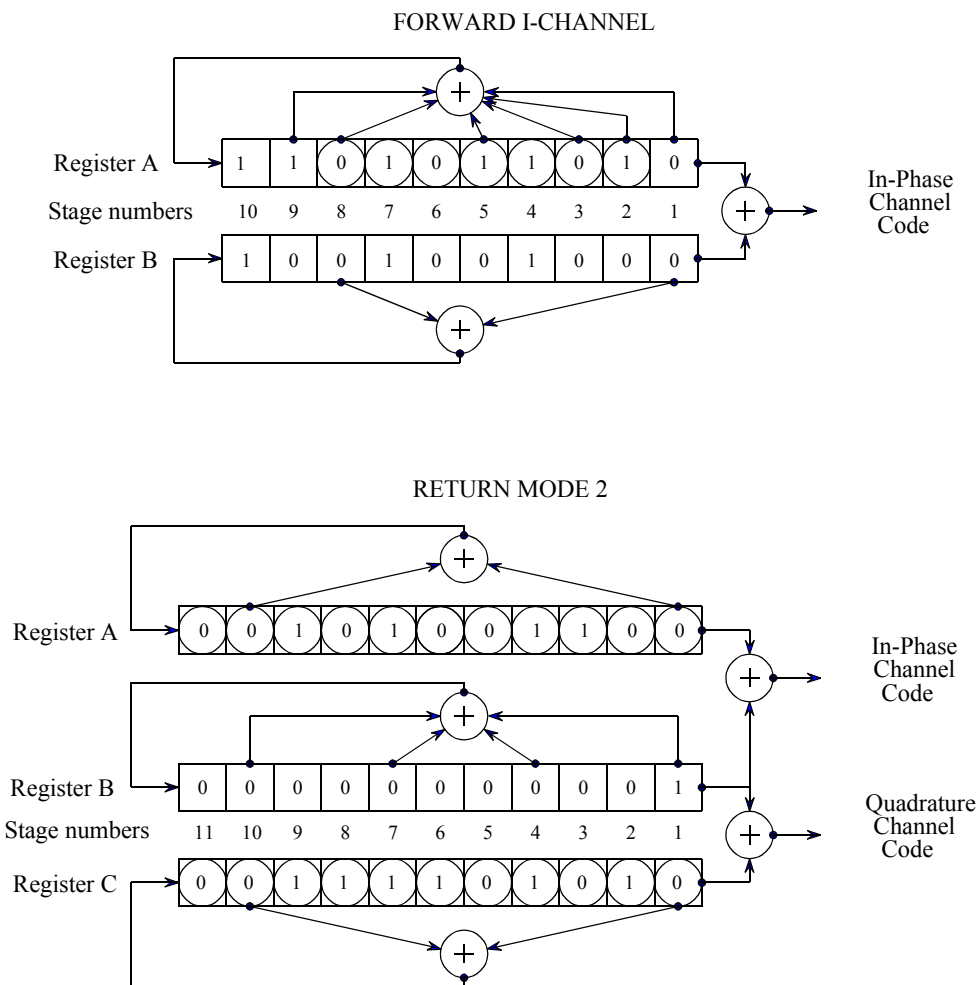 FORWARD I-CHANNEL
Register A 1 1 0 1 0 1 1 0 1 0
In-Phase
Channel
Code
Stage numbers 10 9 8 7 6 5 4 3 2 1
Register B 1 0 0 1 0 0 1 0 0 0
RETURN MODE 2
Register A 0 0 1 0 1 0 0 1 1 0 0
In-Phase
Channel
Code
Register B 0 0 0 0 0 0 0 0 0 0 1
Stage numbers 11 10 9 8 7 6 5 4 3 2 1
Quadrature
Channel
Code
Register C 0 0 1 1 1 1 0 1 0 1 0